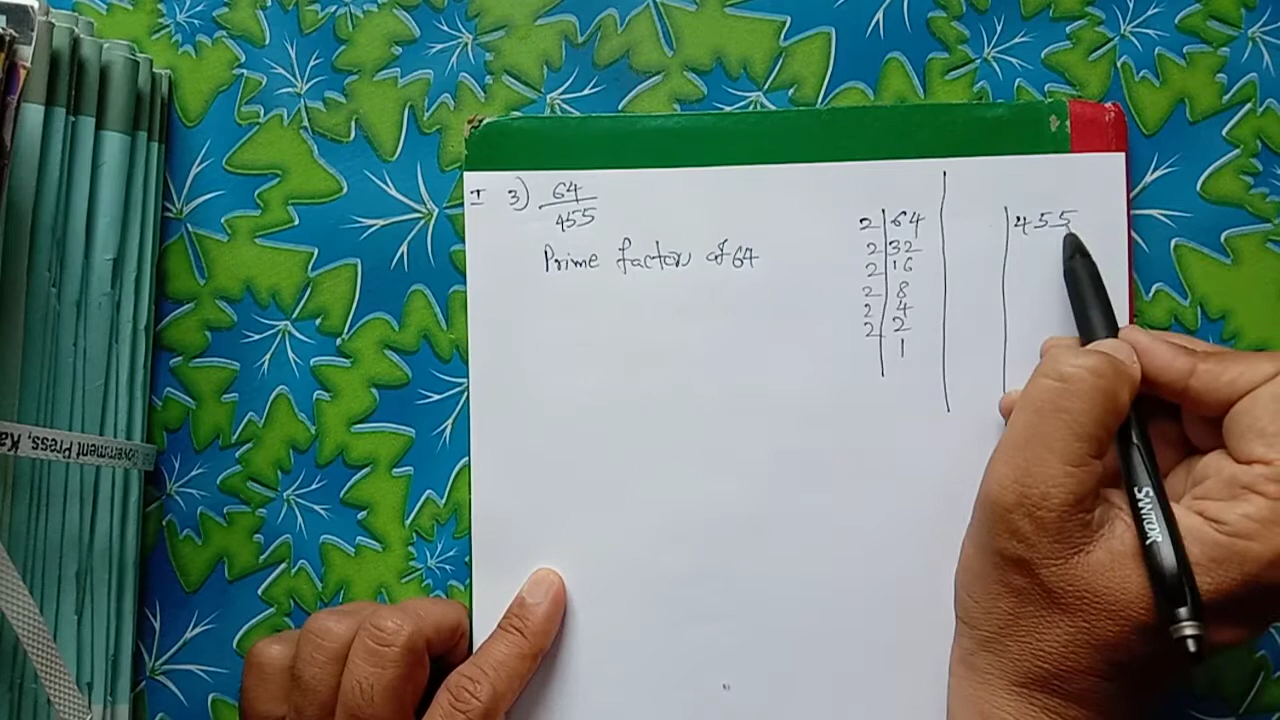 I 3) 64
455
Prime factors of 64
2 64
2 32
2 16
2 8
2 4
2 2
1
455
Government Press, Ka
SANTOOR